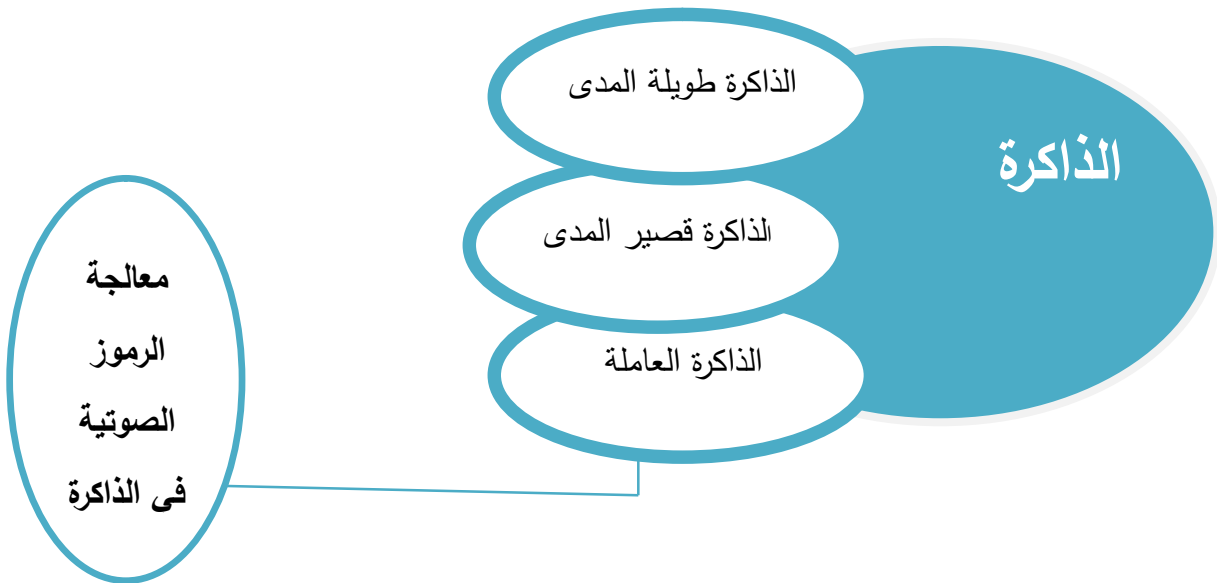 الذاكرة
الذاكرة طويلة المدى
الذاكرة قصير المدى
الذاكرة العاملة
معالجة
الرموز
الصوتية
فى الذاكرة